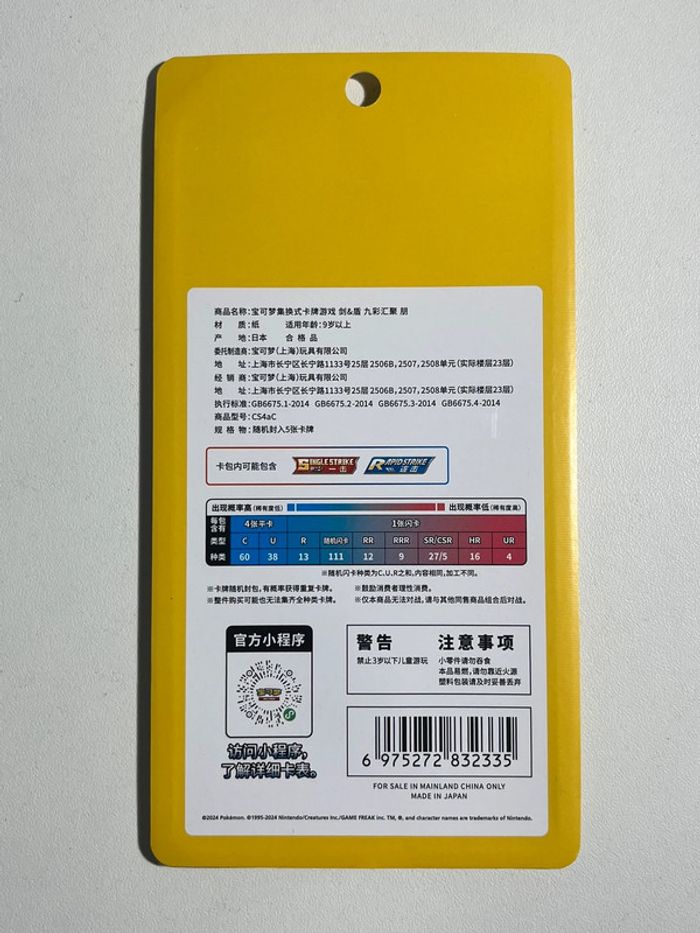 商品名称:宝可梦集换式卡牌游戏 剑&盾 九彩汇聚 朋
材 质:纸 适用年龄:9岁以上
产 地:日本 合 格 品
委托制造商:宝可梦(上海)玩具有限公司
地 址:上海市长宁区长宁路1133号25层2506B,2507,2508单元(实际楼层23层)
经 销 商:宝可梦(上海)玩具有限公司
地 址:上海市长宁区长宁路1133号25层2506B,2507,2508单元(实际楼层23层)
执行标准:GB6675.1-2014 GB6675.2-2014 GB6675.3-2014 GB6675.4-2014
商品型号:CS4aC
规 格 物:随机封入5张卡牌
卡包内可能包含 SINGLE STRIKE 一击 RAPID STRIKE 连击
出现概率高(稀有度低) 出现概率低(稀有度高)
每包含有 4张平卡 1张闪卡
类型 C U R 随机闪卡 RR RRR SR/CSR HR UR
种类 60 38 13 111 12 9 27/5 16 4
※随机闪卡种类为C,U,R之和,内容相同,加工不同。
※卡牌随机封包,有概率获得重复卡牌。 ※鼓励消费者理性消费。
※整件购买可能也无法集齐全种类卡牌。 ※仅本商品无法对战,请与其他同售商品组合后对战。
官方小程序
宝可梦
访问小程序,
了解详细卡表。
警告 注意事项
禁止3岁以下儿童游玩 小零件请勿吞食
本品易燃,请勿靠近火源
塑料包装请及时妥善丢弃
6 975272 832335
FOR SALE IN MAINLAND CHINA ONLY
MADE IN JAPAN
©2024 Pokémon. ©1995-2024 Nintendo/Creatures Inc./GAME FREAK inc. TM, ®, and character names are trademarks of Nintendo.